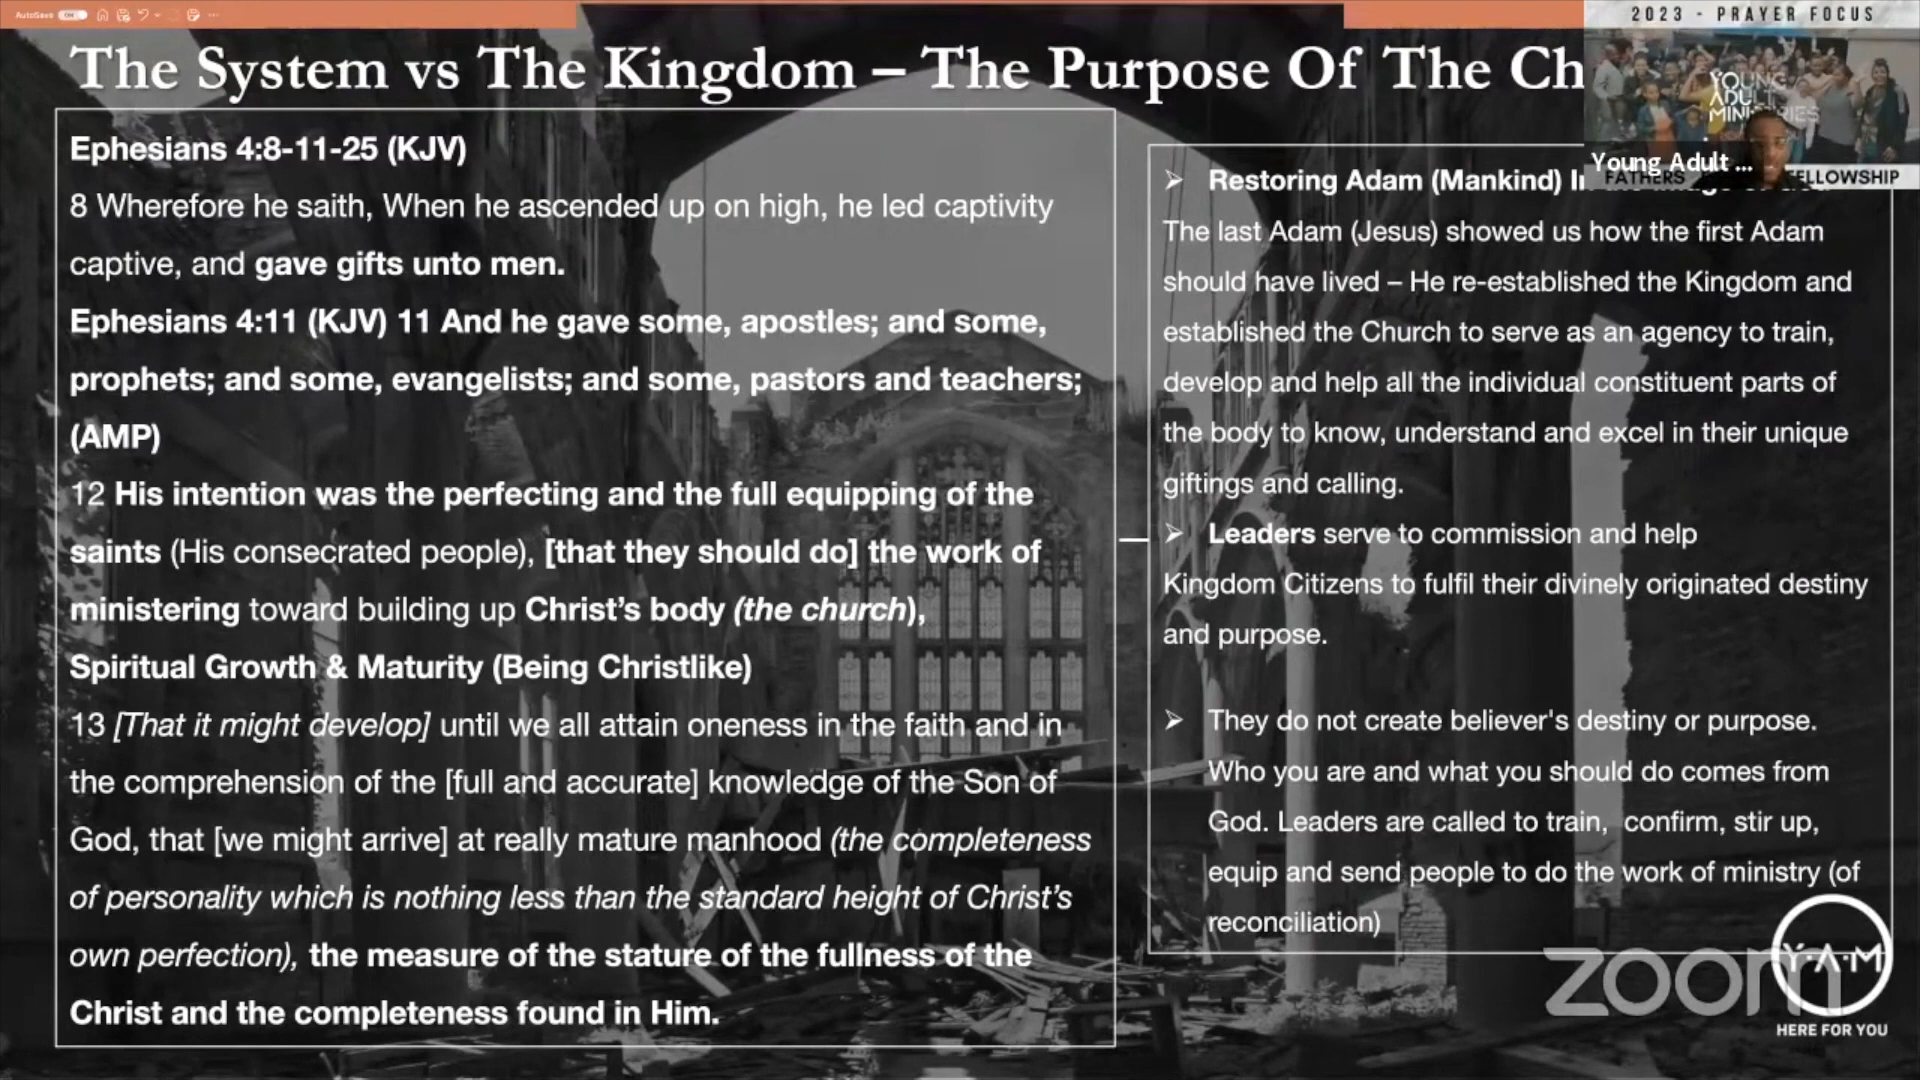 AutoSave On
2023 - PRAYER FOCUS
The System vs The Kingdom – The Purpose Of The Ch
YOUNG
ADULT
MINISTRIES
Young Adult ...
FATHERS FELLOWSHIP
Ephesians 4:8-11-25 (KJV)
8 Wherefore he saith, When he ascended up on high, he led captivity
captive, and gave gifts unto men.
Ephesians 4:11 (KJV) 11 And he gave some, apostles; and some,
prophets; and some, evangelists; and some, pastors and teachers;
(AMP)
12 His intention was the perfecting and the full equipping of the
saints (His consecrated people), [that they should do] the work of
ministering toward building up Christ’s body (the church),
Spiritual Growth & Maturity (Being Christlike)
13 [That it might develop] until we all attain oneness in the faith and in
the comprehension of the [full and accurate] knowledge of the Son of
God, that [we might arrive] at really mature manhood (the completeness
of personality which is nothing less than the standard height of Christ’s
own perfection), the measure of the stature of the fullness of the
Christ and the completeness found in Him.
➢ Restoring Adam (Mankind)
The last Adam (Jesus) showed us how the first Adam
should have lived – He re-established the Kingdom and
established the Church to serve as an agency to train,
develop and help all the individual constituent parts of
the body to know, understand and excel in their unique
giftings and calling.
➢ Leaders serve to commission and help
Kingdom Citizens to fulfil their divinely originated destiny
and purpose.
➢ They do not create believer's destiny or purpose.
Who you are and what you should do comes from
God. Leaders are called to train, confirm, stir up,
equip and send people to do the work of ministry (of
reconciliation)
zoom
Y·A·M
HERE FOR YOU